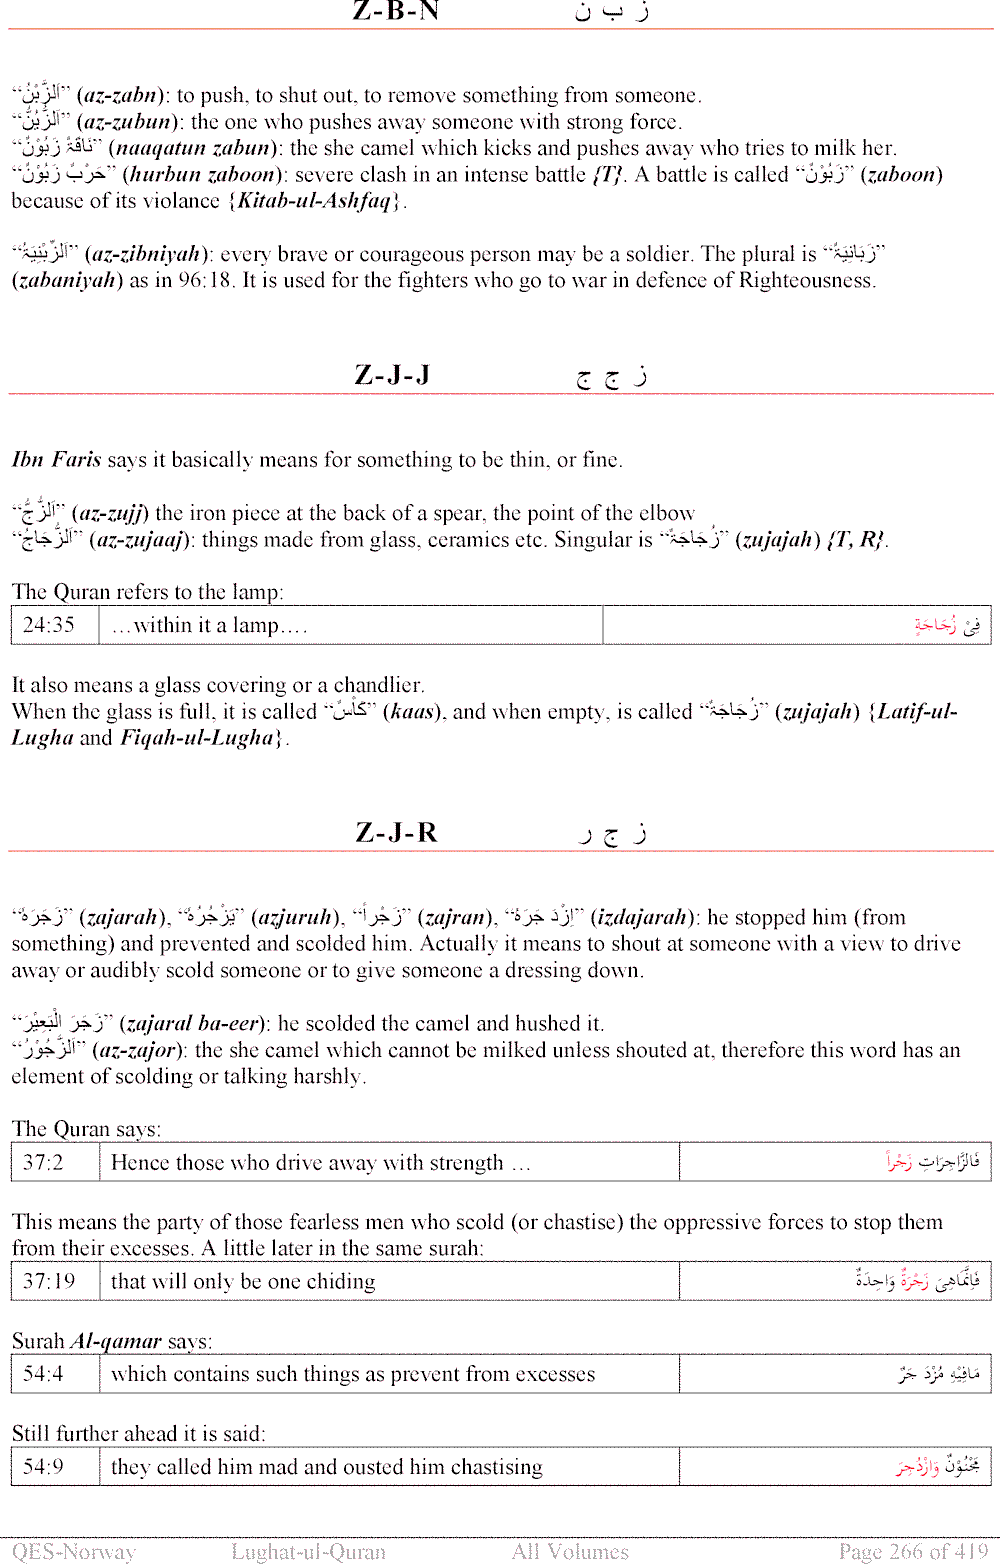 Z-B-N ز ب ن
“اَلزَّبْنُ” (az-zabn): to push, to shut out, to remove something from someone.
“اَلزُّبُنُّ” (az-zubun): the one who pushes away someone with strong force.
“نَاقَۃٌ زَبُوْنٌ” (naaqatun zabun): the she camel which kicks and pushes away who tries to milk her.
“حَرْبٌ زَبُوْنٌ” (hurbun zaboon): severe clash in an intense battle {T}. A battle is called “زَبُوْنٌ” (zaboon)
because of its violance {Kitab-ul-Ashfaq}.
“اَلزِّبْنِیَۃُ” (az-zibniyah): every brave or courageous person may be a soldier. The plural is “زَبَانِیَۃٌ”
(zabaniyah) as in 96:18. It is used for the fighters who go to war in defence of Righteousness.
Z-J-J ز ج ج
Ibn Faris says it basically means for something to be thin, or fine.
“اَلزُّجُّ” (az-zujj) the iron piece at the back of a spear, the point of the elbow
“اَلزُّجَاجُ” (az-zujaaj): things made from glass, ceramics etc. Singular is “زُجَاجَۃٌ” (zujajah) {T, R}.
The Quran refers to the lamp:
24:35 …within it a lamp…. فِیْ زُجَاجَةٍ
It also means a glass covering or a chandlier.
When the glass is full, it is called “کَاْسٌ” (kaas), and when empty, is called “زُجَاجَۃٌ” (zujajah) {Latif-ul-
Lugha and Fiqah-ul-Lugha}.
Z-J-R ز ج ر
“زَجَرَہٗ” (zajarah), “یَزْجُرُہٗ” (azjuruh), “زَجْراً” (zajran), “اِزْدَ جَرَہٗ” (izdajarah): he stopped him (from
something) and prevented and scolded him. Actually it means to shout at someone with a view to drive
away or audibly scold someone or to give someone a dressing down.
“زَجَرَ الْبَعِیْرَ” (zajaral ba-eer): he scolded the camel and hushed it.
“اَلزَّجُوْرُ” (az-zajor): the she camel which cannot be milked unless shouted at, therefore this word has an
element of scolding or talking harshly.
The Quran says:
37:2 Hence those who drive away with strength … فَالزَّاجِرَاتِ زَجْراً
This means the party of those fearless men who scold (or chastise) the oppressive forces to stop them
from their excesses. A little later in the same surah:
37:19 that will only be one chiding فَاِنَّمَاهِیَ زَجْرَةٌ وَاحِدَةٌ
Surah Al-qamar says:
54:4 which contains such things as prevent from excesses مَافِیْهِ مُزْدَ جَرٌ
Still further ahead it is said:
54:9 they called him mad and ousted him chastising مَجْنُوْنٌ وَازْدُجِرَ
QES-Norway Lughat-ul-Quran All Volumes Page 266 of 419